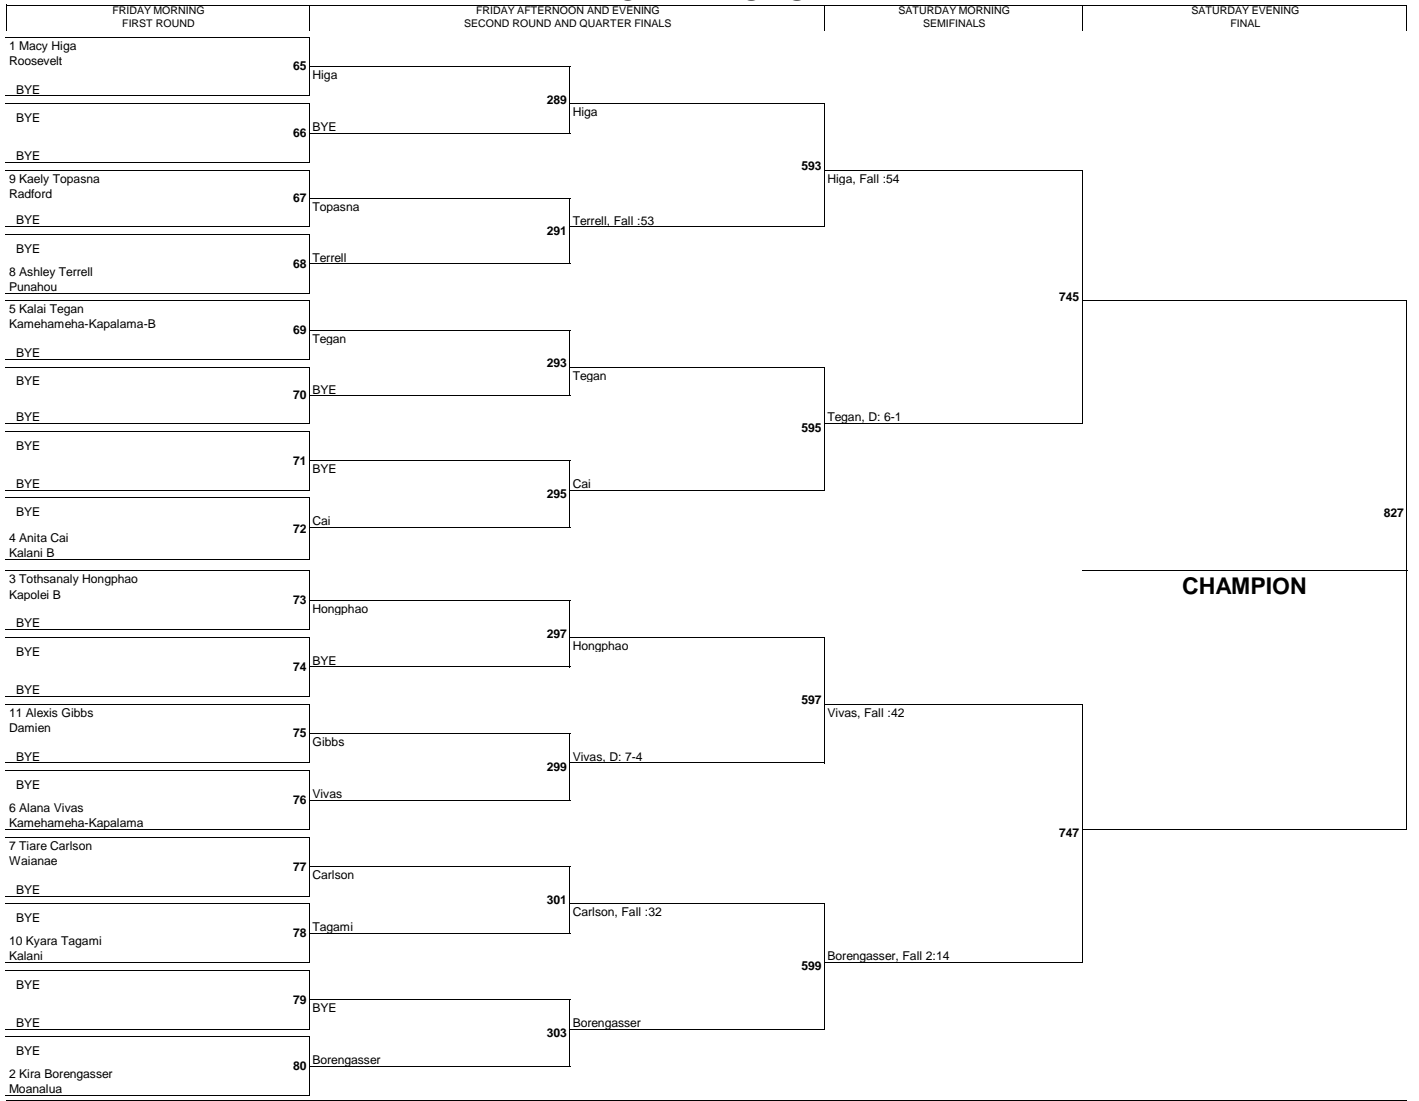 FRIDAY MORNING
FIRST ROUND
FRIDAY AFTERNOON AND EVENING
SECOND ROUND AND QUARTER FINALS
SATURDAY MORNING
SEMIFINALS
SATURDAY EVENING
FINAL
1 Macy Higa
Roosevelt
65
BYE
BYE
66
BYE
9 Kaely Topasna
Radford
67
BYE
BYE
68
8 Ashley Terrell
Punahou
5 Kalai Tegan
Kamehameha-Kapalama-B
69
BYE
BYE
70
BYE
BYE
71
BYE
BYE
72
4 Anita Cai
Kalani B
3 Tothsanaly Hongphao
Kapolei B
73
BYE
BYE
74
BYE
11 Alexis Gibbs
Damien
75
BYE
BYE
76
6 Alana Vivas
Kamehameha-Kapalama
7 Tiare Carlson
Waianae
77
BYE
BYE
78
10 Kyara Tagami
Kalani
BYE
79
BYE
BYE
80
2 Kira Borengasser
Moanalua
Higa
289
BYE
Topasna
291
Terrell
Tegan
293
BYE
BYE
295
Cai
Hongphao
297
BYE
Gibbs
299
Vivas
Carlson
301
Tagami
BYE
303
Borengasser
Higa
593
Terrell, Fall :53
Tegan
595
Cai
Hongphao
597
Vivas, D: 7-4
Carlson, Fall :32
599
Borengasser
Higa, Fall :54
745
Tegan, D: 6-1
Vivas, Fall :42
747
Borengasser, Fall 2:14
827
CHAMPION